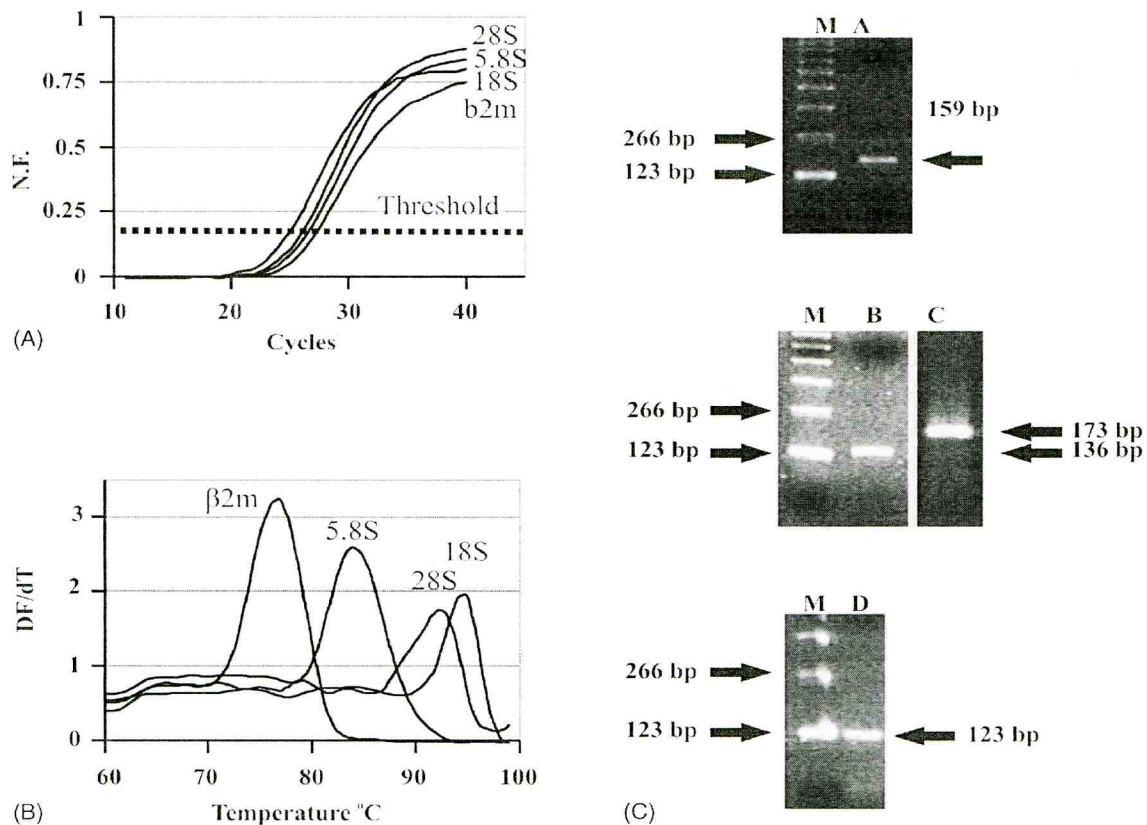 1.
0.75
0.5
0.25
0
N.F.
28S
5.8S
18S
b2m
Threshold
10 20 30 40
Cycles
(A)
3
2
1
0
DF/dT
β2m
5.8S
18S
28S
60 70 80 90 100
Temperature °C
(B)
M A
159 bp
266 bp
123 bp
M B C
266 bp
123 bp
173 bp
136 bp
M D
266 bp
123 bp
123 bp
(C)